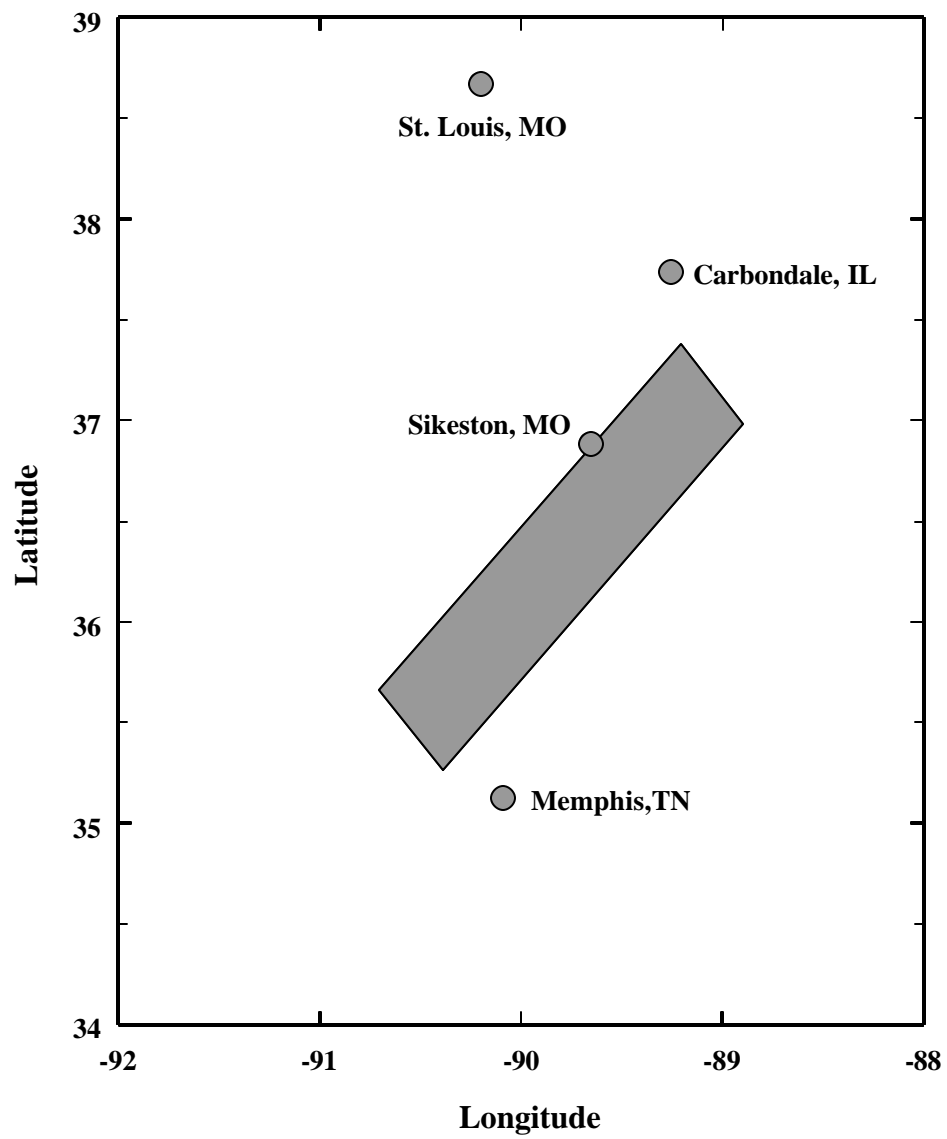 39
St. Louis, MO
38
Carbondale, IL
Sikeston, MO
37
Latitude
36
Memphis,TN
35
34
-92 -91 -90 -89 -88
Longitude